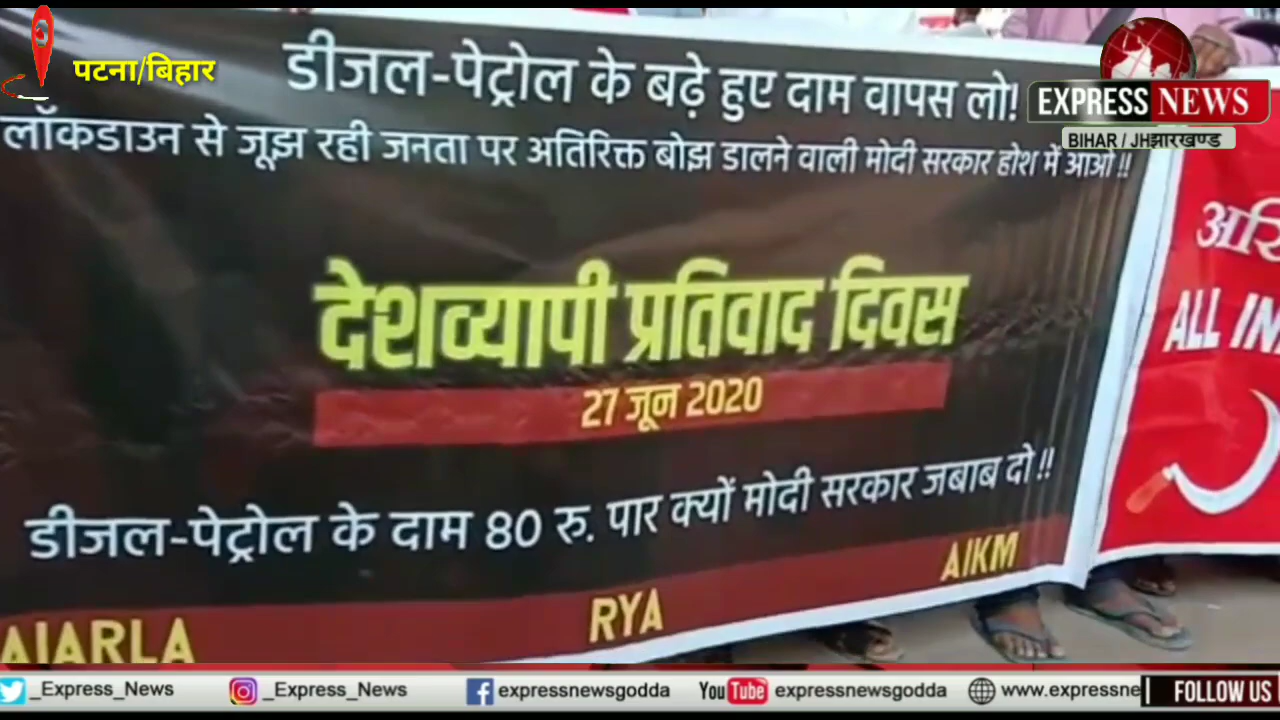 पटना/बिहार
डीजल-पेट्रोल के बढ़े हुए दाम वापस लो!
EXPRESS NEWS
BIHAR / JHझारखण्ड
लॉकडाउन से जूझ रही जनता पर अतिरिक्त बोझ डालने वाली मोदी सरकार होश में आओ !!
देशव्यापी प्रतिवाद दिवस
27 जून 2020
डीजल-पेट्रोल के दाम 80 रु. पार क्यों मोदी सरकार जबाब दो !!
AIARLA RYA AIKM
ALL IN
_Express_News _Express_News expressnewsgodda YouTube expressnewsgodda www.expressne FOLLOW US